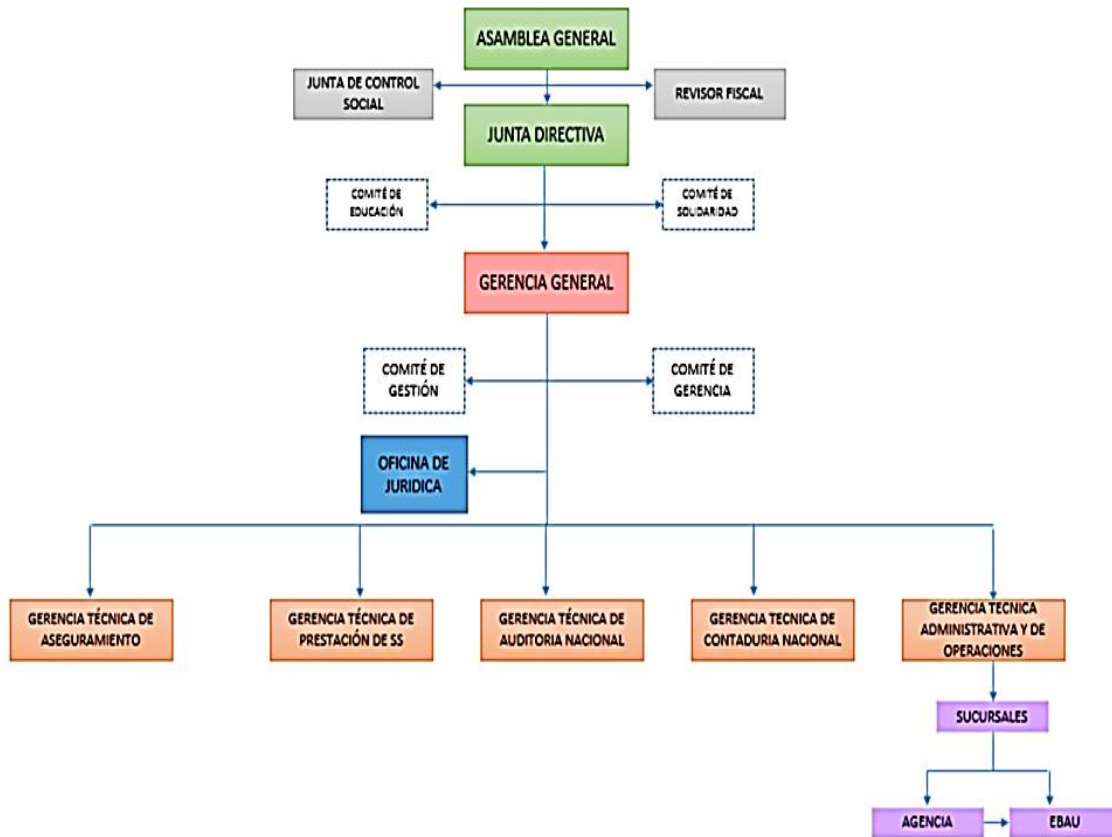 ASAMBLEA GENERAL
JUNTA DE CONTROL
SOCIAL
REVISOR FISCAL
JUNTA DIRECTIVA
COMITÉ DE
EDUCACIÓN
COMITÉ DE
SOLIDARIDAD
GERENCIA GENERAL
COMITÉ DE
GESTIÓN
COMITÉ DE
GERENCIA
OFICINA DE
JURIDICA
GERENCIA TÉCNICA DE
ASEGURAMIENTO
GERENCIA TÉCNICA DE
PRESTACIÓN DE SS
GERENCIA TÉCNICA DE
AUDITORIA NACIONAL
GERENCIA TECNICA DE
CONTADURIA NACIONAL
GERENCIA TECNICA
ADMINISTRATIVA Y DE
OPERACIONES
SUCURSALES
AGENCIA
EBAU